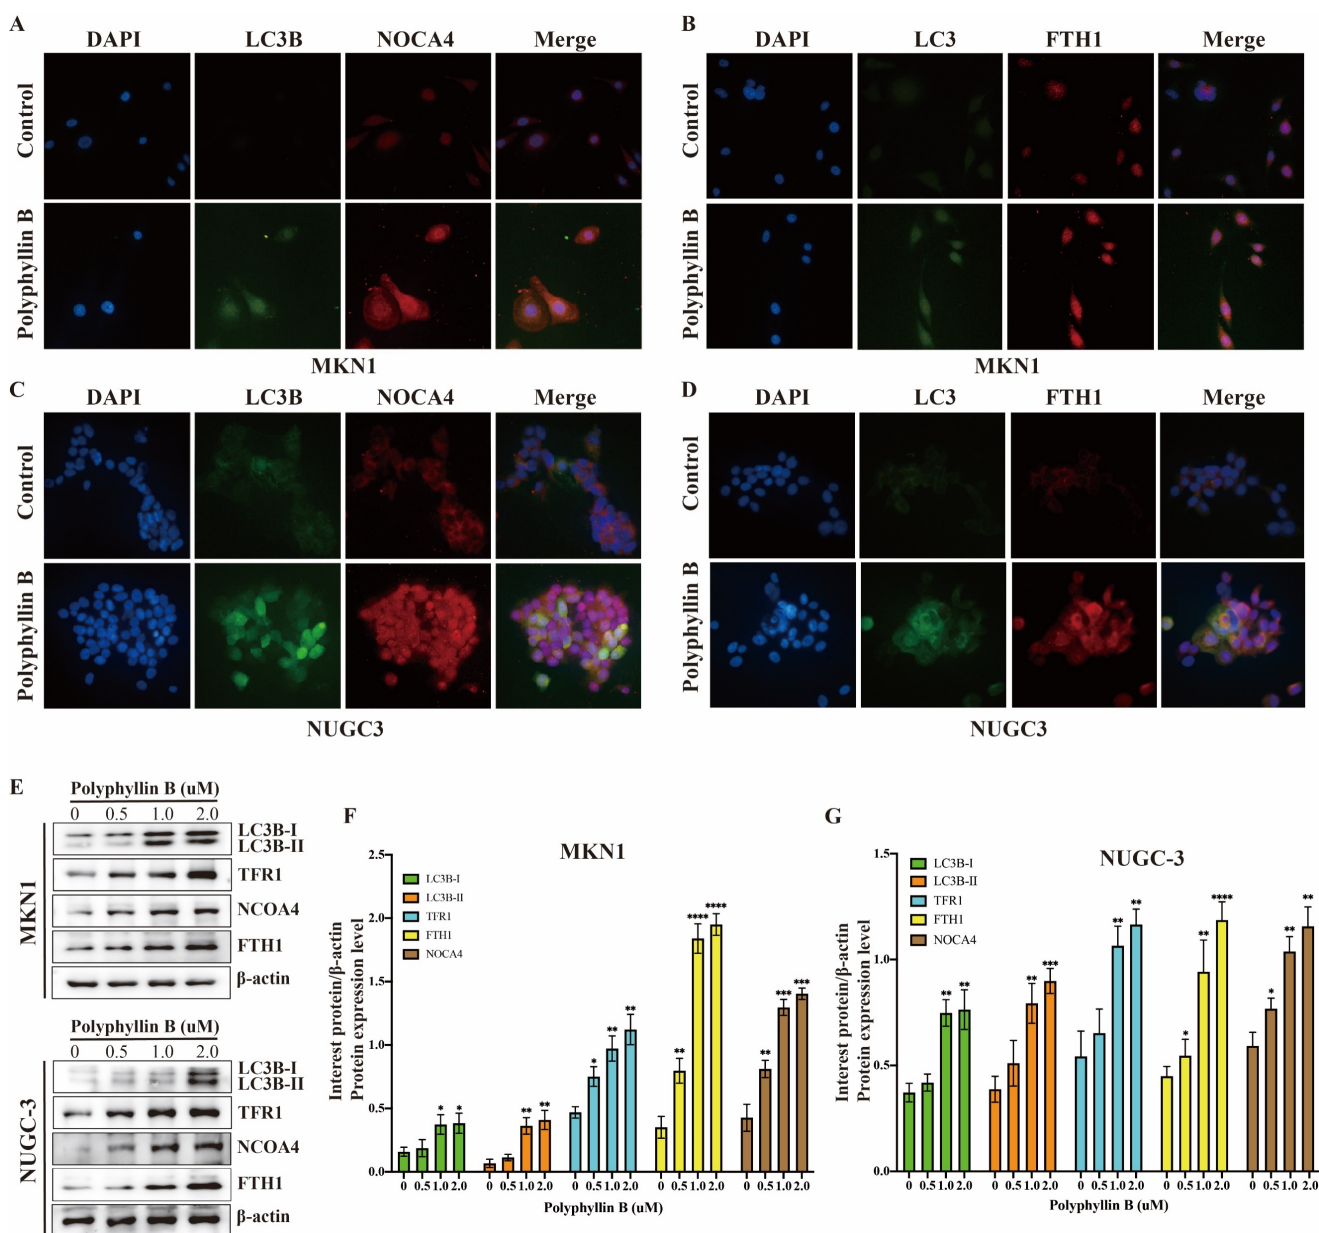 A
DAPI LC3B NOCA4 Merge
Control
Polyphyllin B
MKN1
B
DAPI LC3 FTH1 Merge
Control
Polyphyllin B
MKN1
C
DAPI LC3B NOCA4 Merge
Control
Polyphyllin B
NUGC3
D
DAPI LC3 FTH1 Merge
Control
Polyphyllin B
NUGC3
E
Polyphyllin B (uM)
0 0.5 1.0 2.0
MKN1
LC3B-I
LC3B-II
TFR1
NCOA4
FTH1
β-actin
Polyphyllin B (uM)
0 0.5 1.0 2.0
NUGC-3
LC3B-I
LC3B-II
TFR1
NCOA4
FTH1
β-actin
F
MKN1
Interest protein/β-actin
Protein expression level
2.5
2.0
1.5
1.0
0.5
0.0
LC3B-I
LC3B-II
TFR1
FTH1
NOCA4
* * ** ** * ** ** ** **** **** ** *** ***
0 0.5 1.0 2.0 0 0.5 1.0 2.0 0 0.5 1.0 2.0 0 0.5 1.0 2.0 0 0.5 1.0 2.0
Polyphyllin B (uM)
G
NUGC-3
Interest protein/β-actin
Protein expression level
1.5
1.0
0.5
0.0
LC3B-I
LC3B-II
TFR1
FTH1
NOCA4
** ** ** *** ** ** * ** **** * ** **
0 0.5 1.0 2.0 0 0.5 1.0 2.0 0 0.5 1.0 2.0 0 0.5 1.0 2.0 0 0.5 1.0 2.0
Polyphyllin B (uM)